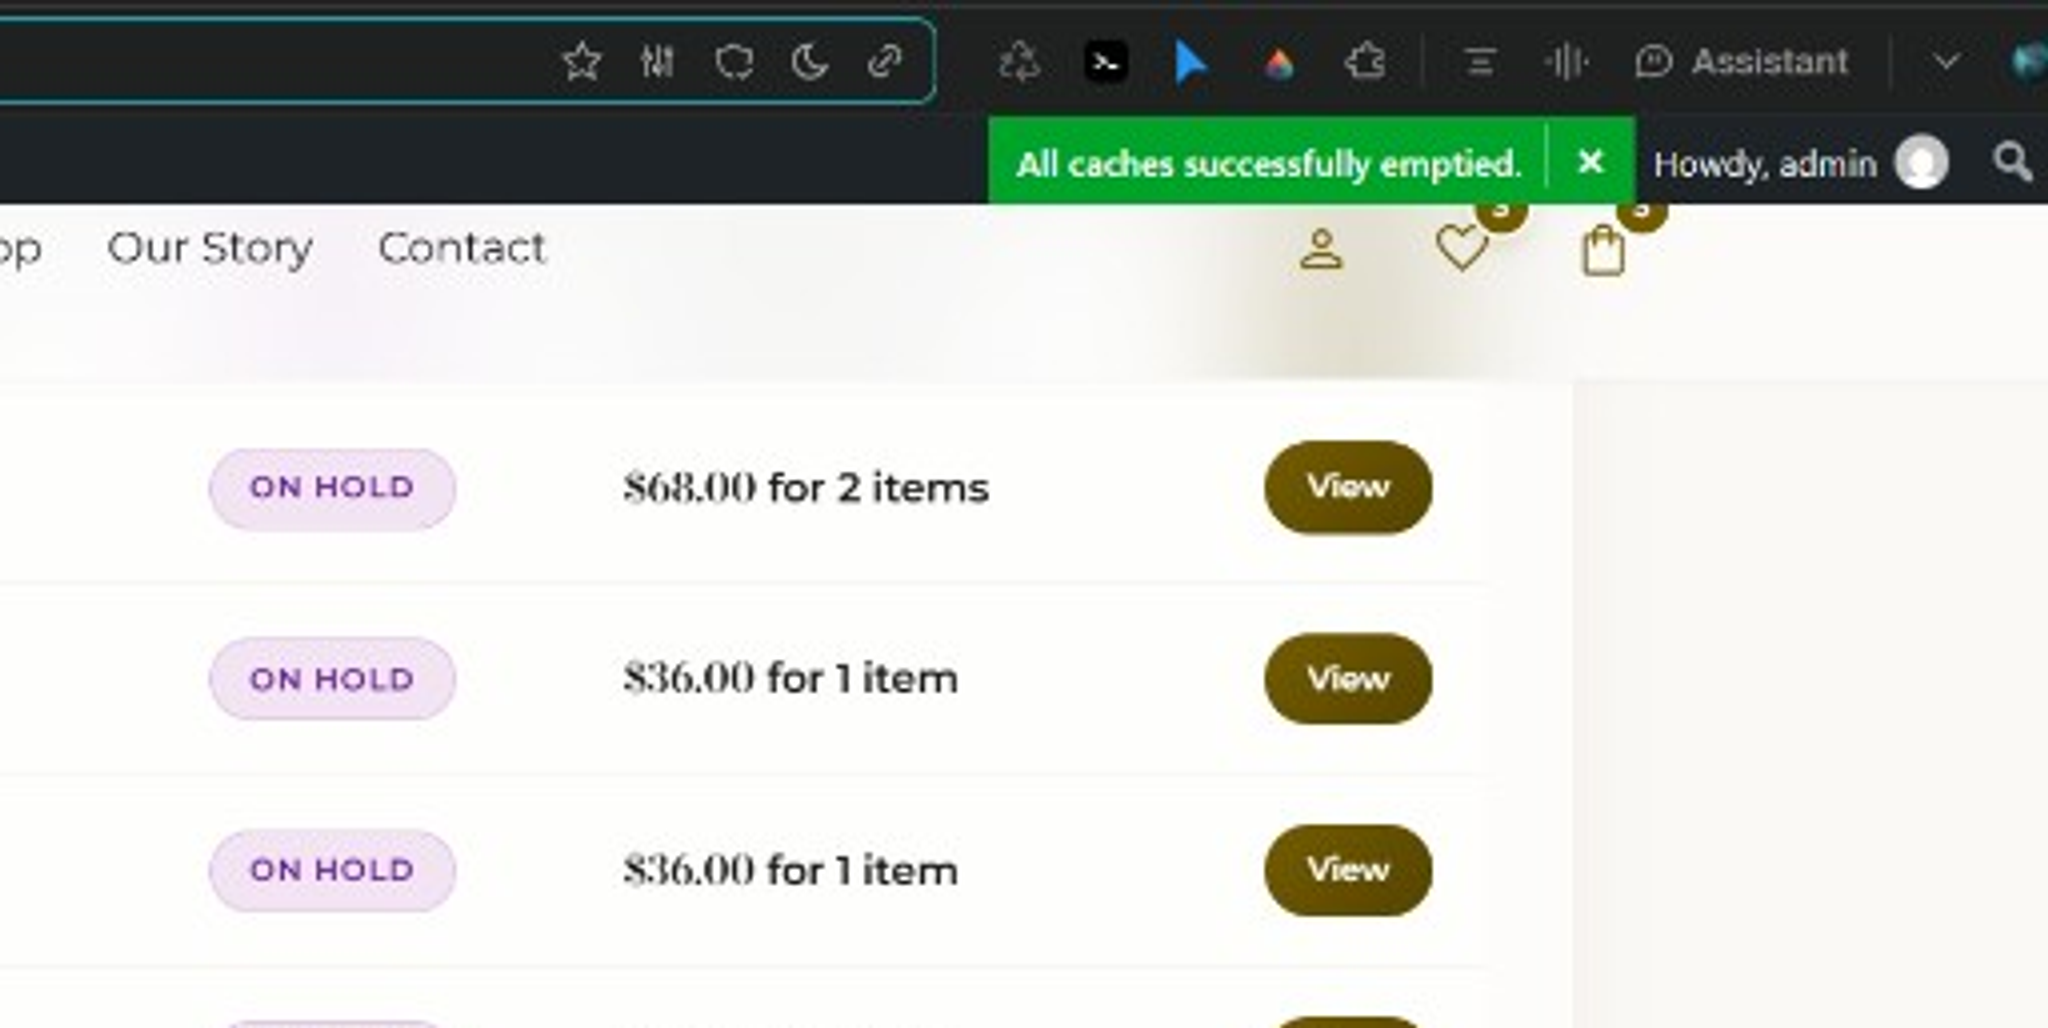 Assistant
All caches successfully emptied.
Howdy, admin
op Our Story Contact
ON HOLD $68.00 for 2 items View
ON HOLD $36.00 for 1 item View
ON HOLD $36.00 for 1 item View